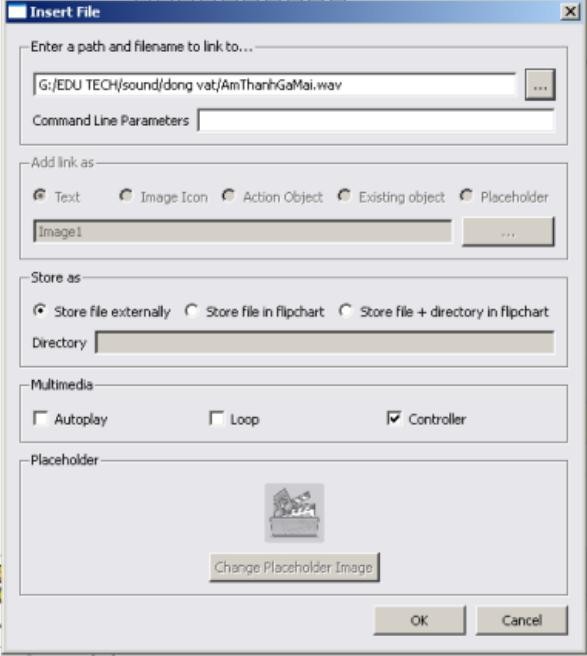 Insert File
Enter a path and filename to link to...
G:/EDU TECH/sound/dong vat/AmThanhGaMai.wav
...
Command Line Parameters
Add link as
Text Image Icon Action Object Existing object Placeholder
Image1 ...
Store as
Store file externally Store file in flipchart Store file + directory in flipchart
Directory
Multimedia
Autoplay Loop Controller
Placeholder
Change Placeholder Image
OK Cancel